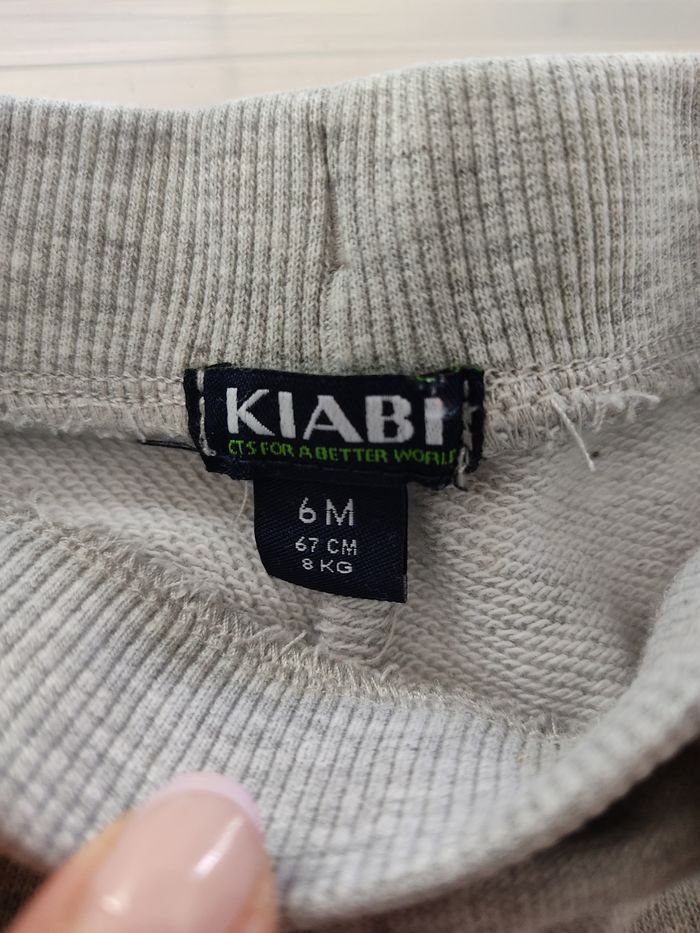 KIABI
CTS FOR A BETTER WORLD
6 M
67 CM
8 KG